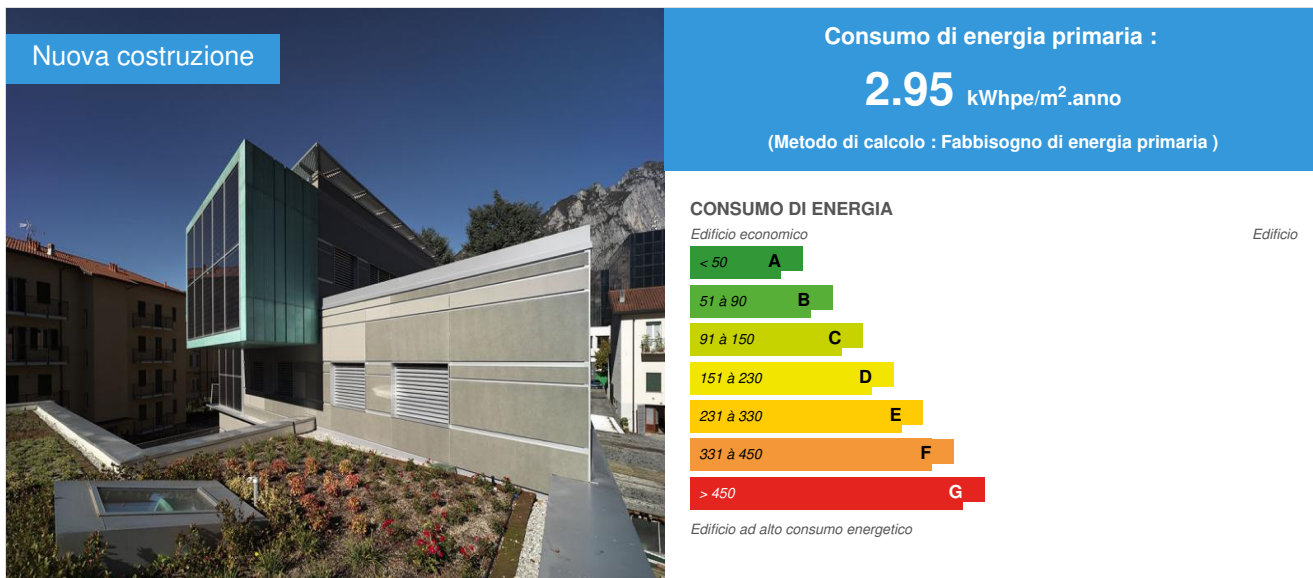 Nuova costruzione
Consumo di energia primaria :
2.95 kWhpe/m².anno
(Metodo di calcolo : Fabbisogno di energia primaria )
CONSUMO DI ENERGIA
Edificio economico
Edificio
< 50 A
51 à 90 B
91 à 150 C
151 à 230 D
231 à 330 E
331 à 450 F
> 450 G
Edificio ad alto consumo energetico